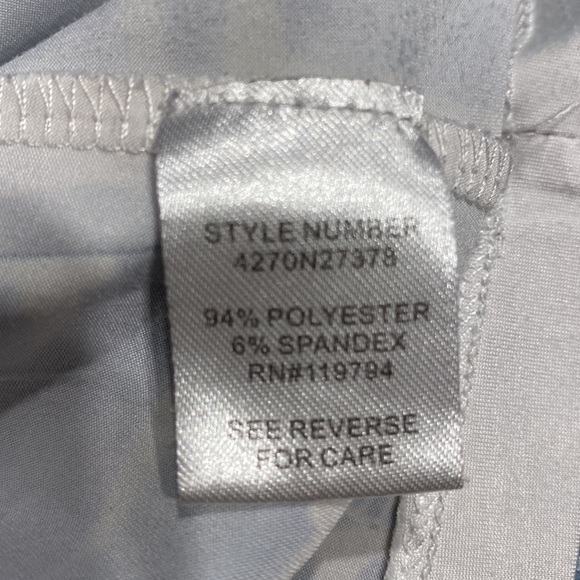 STYLE NUMBER
4270N27378
94% POLYESTER
6% SPANDEX
RN#119794
SEE REVERSE
FOR CARE